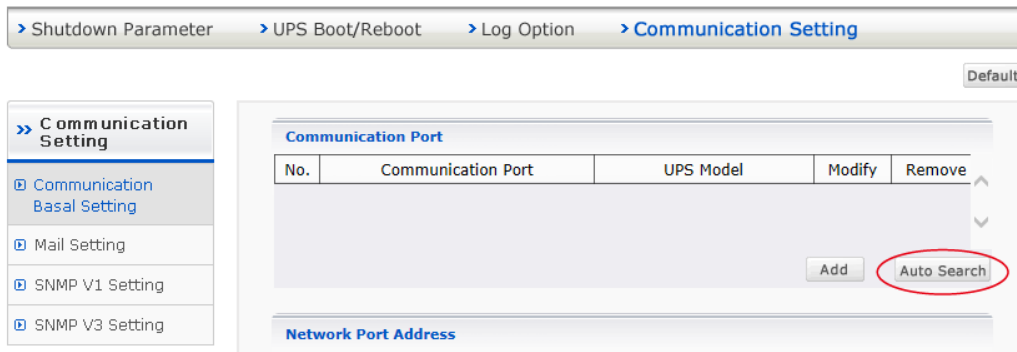 Shutdown Parameter UPS Boot/Reboot Log Option Communication Setting
Default
Communication
Setting
Communication
Basal Setting
Mail Setting
SNMP V1 Setting
SNMP V3 Setting
Communication Port
No. Communication Port UPS Model Modify Remove
Add Auto Search
Network Port Address